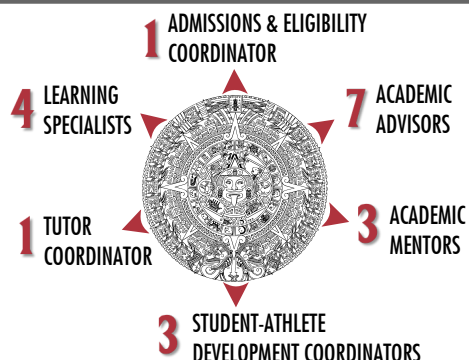 1 ADMISSIONS & ELIGIBILITY
COORDINATOR
4 LEARNING
SPECIALISTS
7 ACADEMIC
ADVISORS
1 TUTOR
COORDINATOR
3 ACADEMIC
MENTORS
3 STUDENT-ATHLETE
DEVELOPMENT COORDINATORS